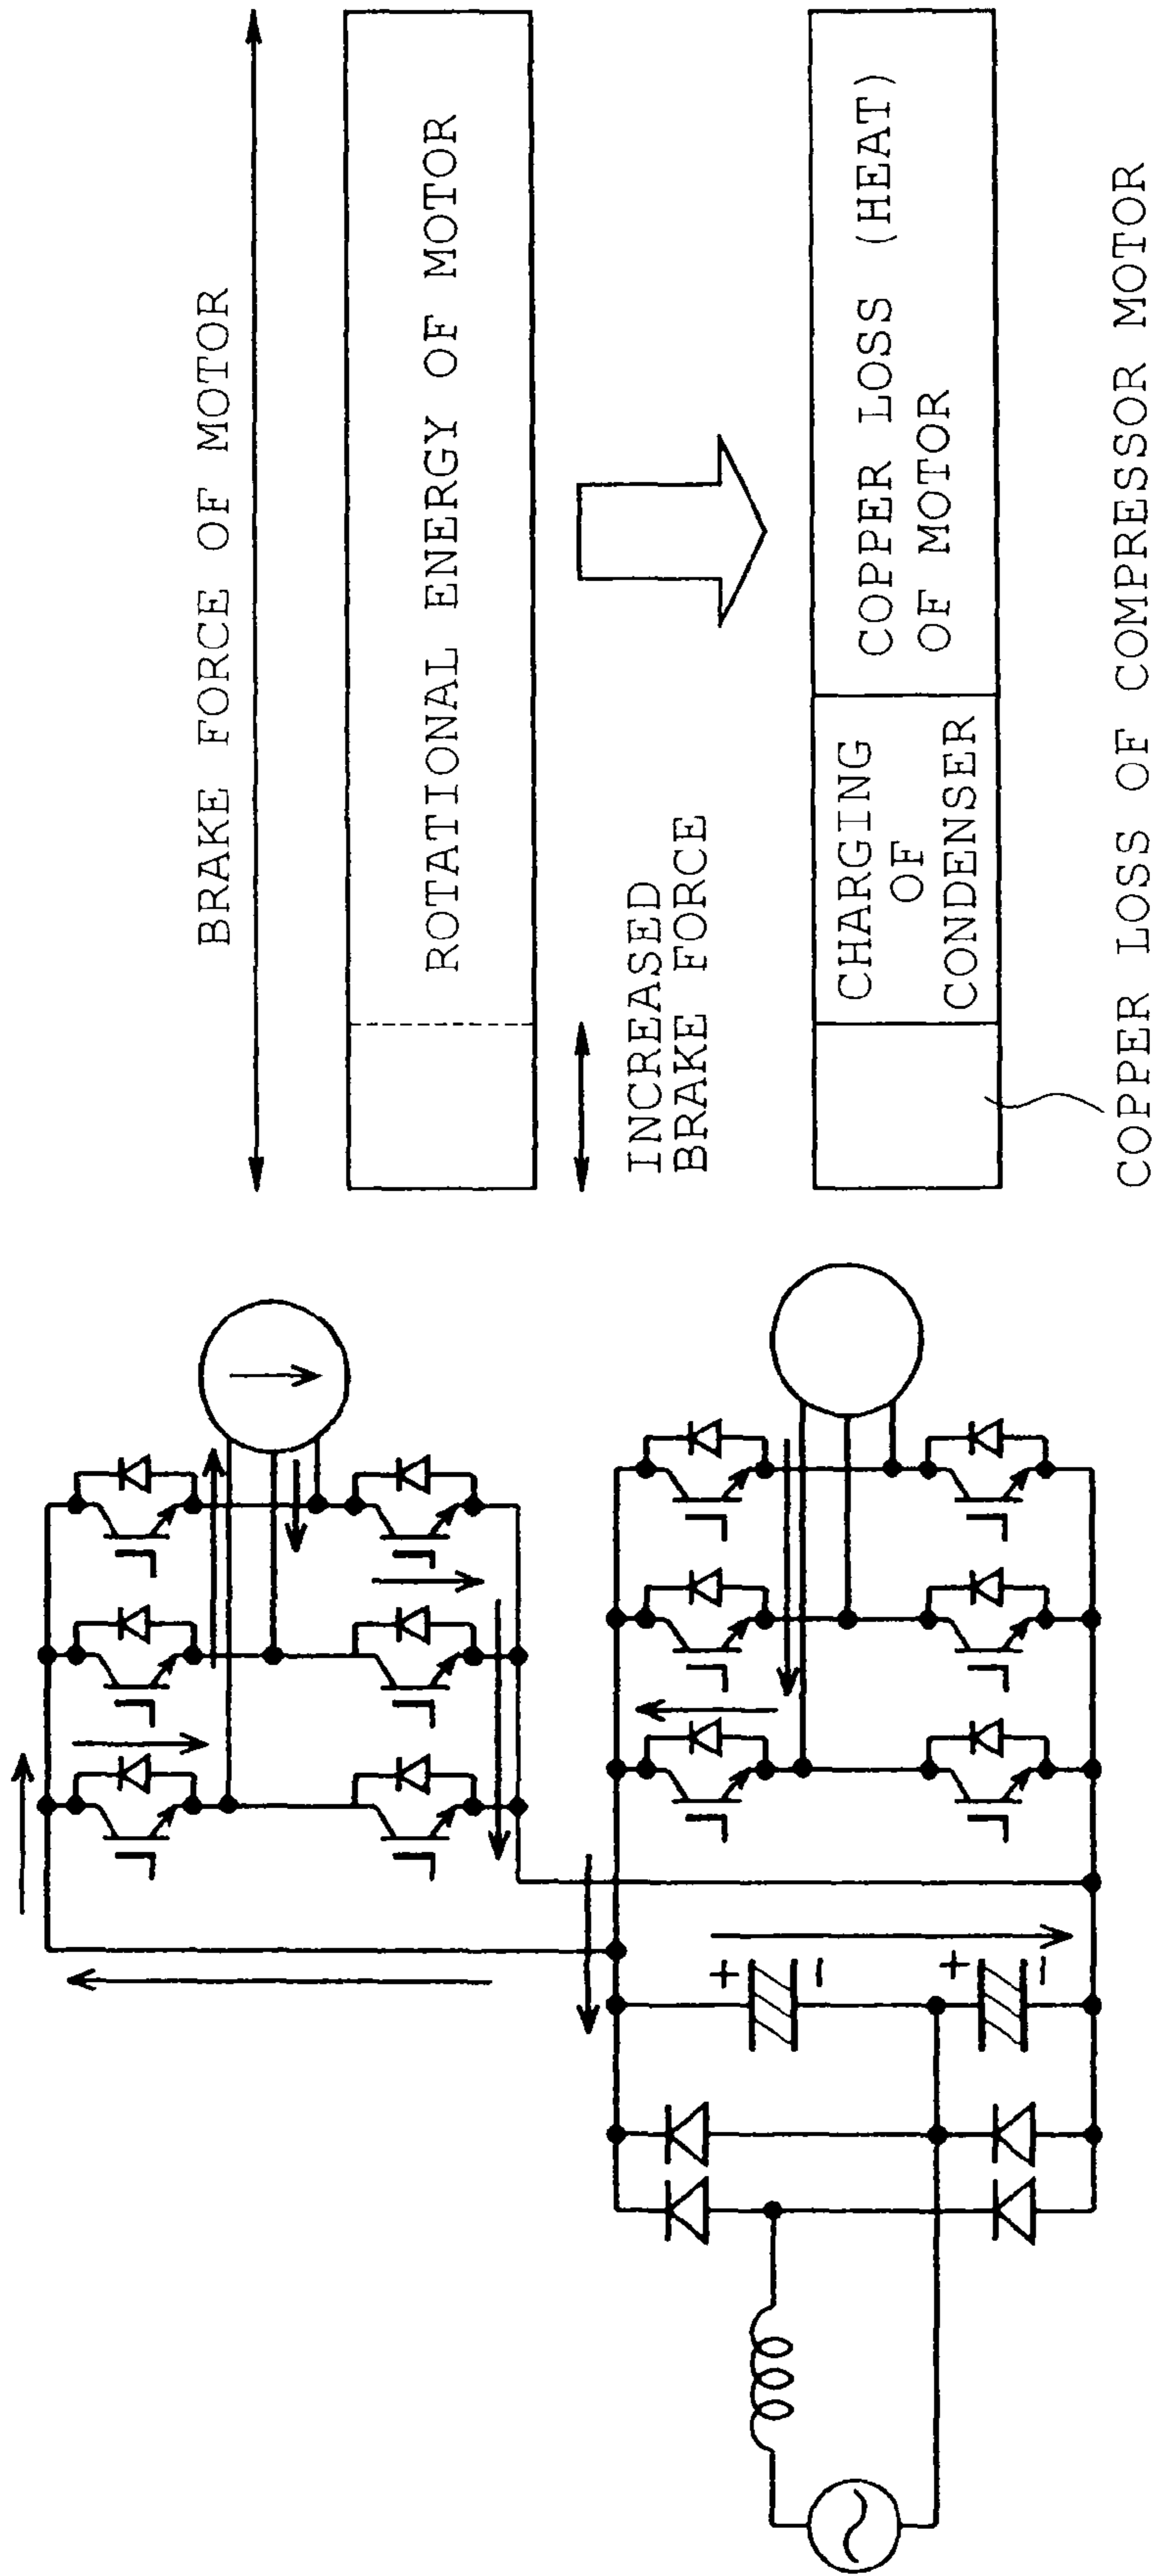 BRAKE FORCE OF MOTOR
ROTATIONAL ENERGY OF MOTOR
INCREASED
BRAKE FORCE
COPPER LOSS (HEAT)
OF MOTOR
CHARGING
OF
CONDENSER
COPPER LOSS OF COMPRESSOR MOTOR
+
−
+
−